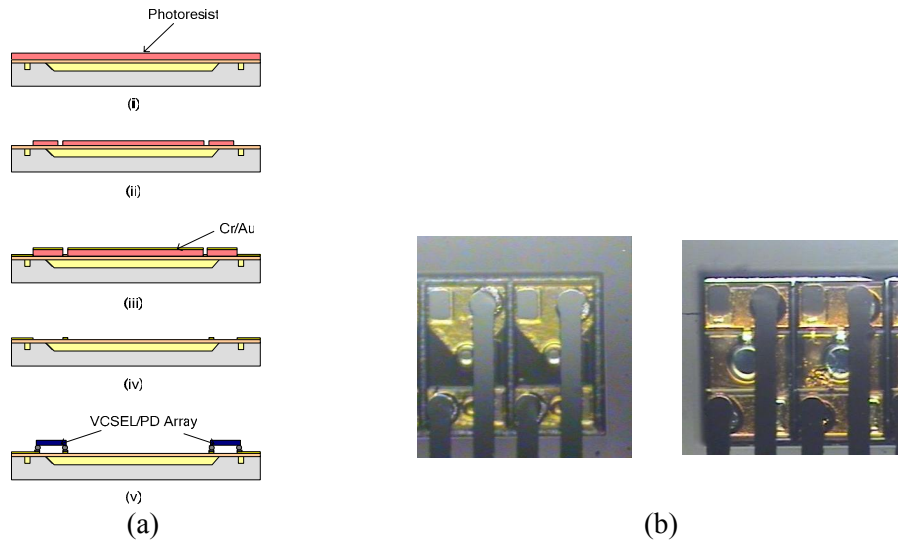 Photoresist
(i)
(ii)
Cr/Au
(iii)
(iv)
VCSEL/PD Array
(v)
(a)
(b)